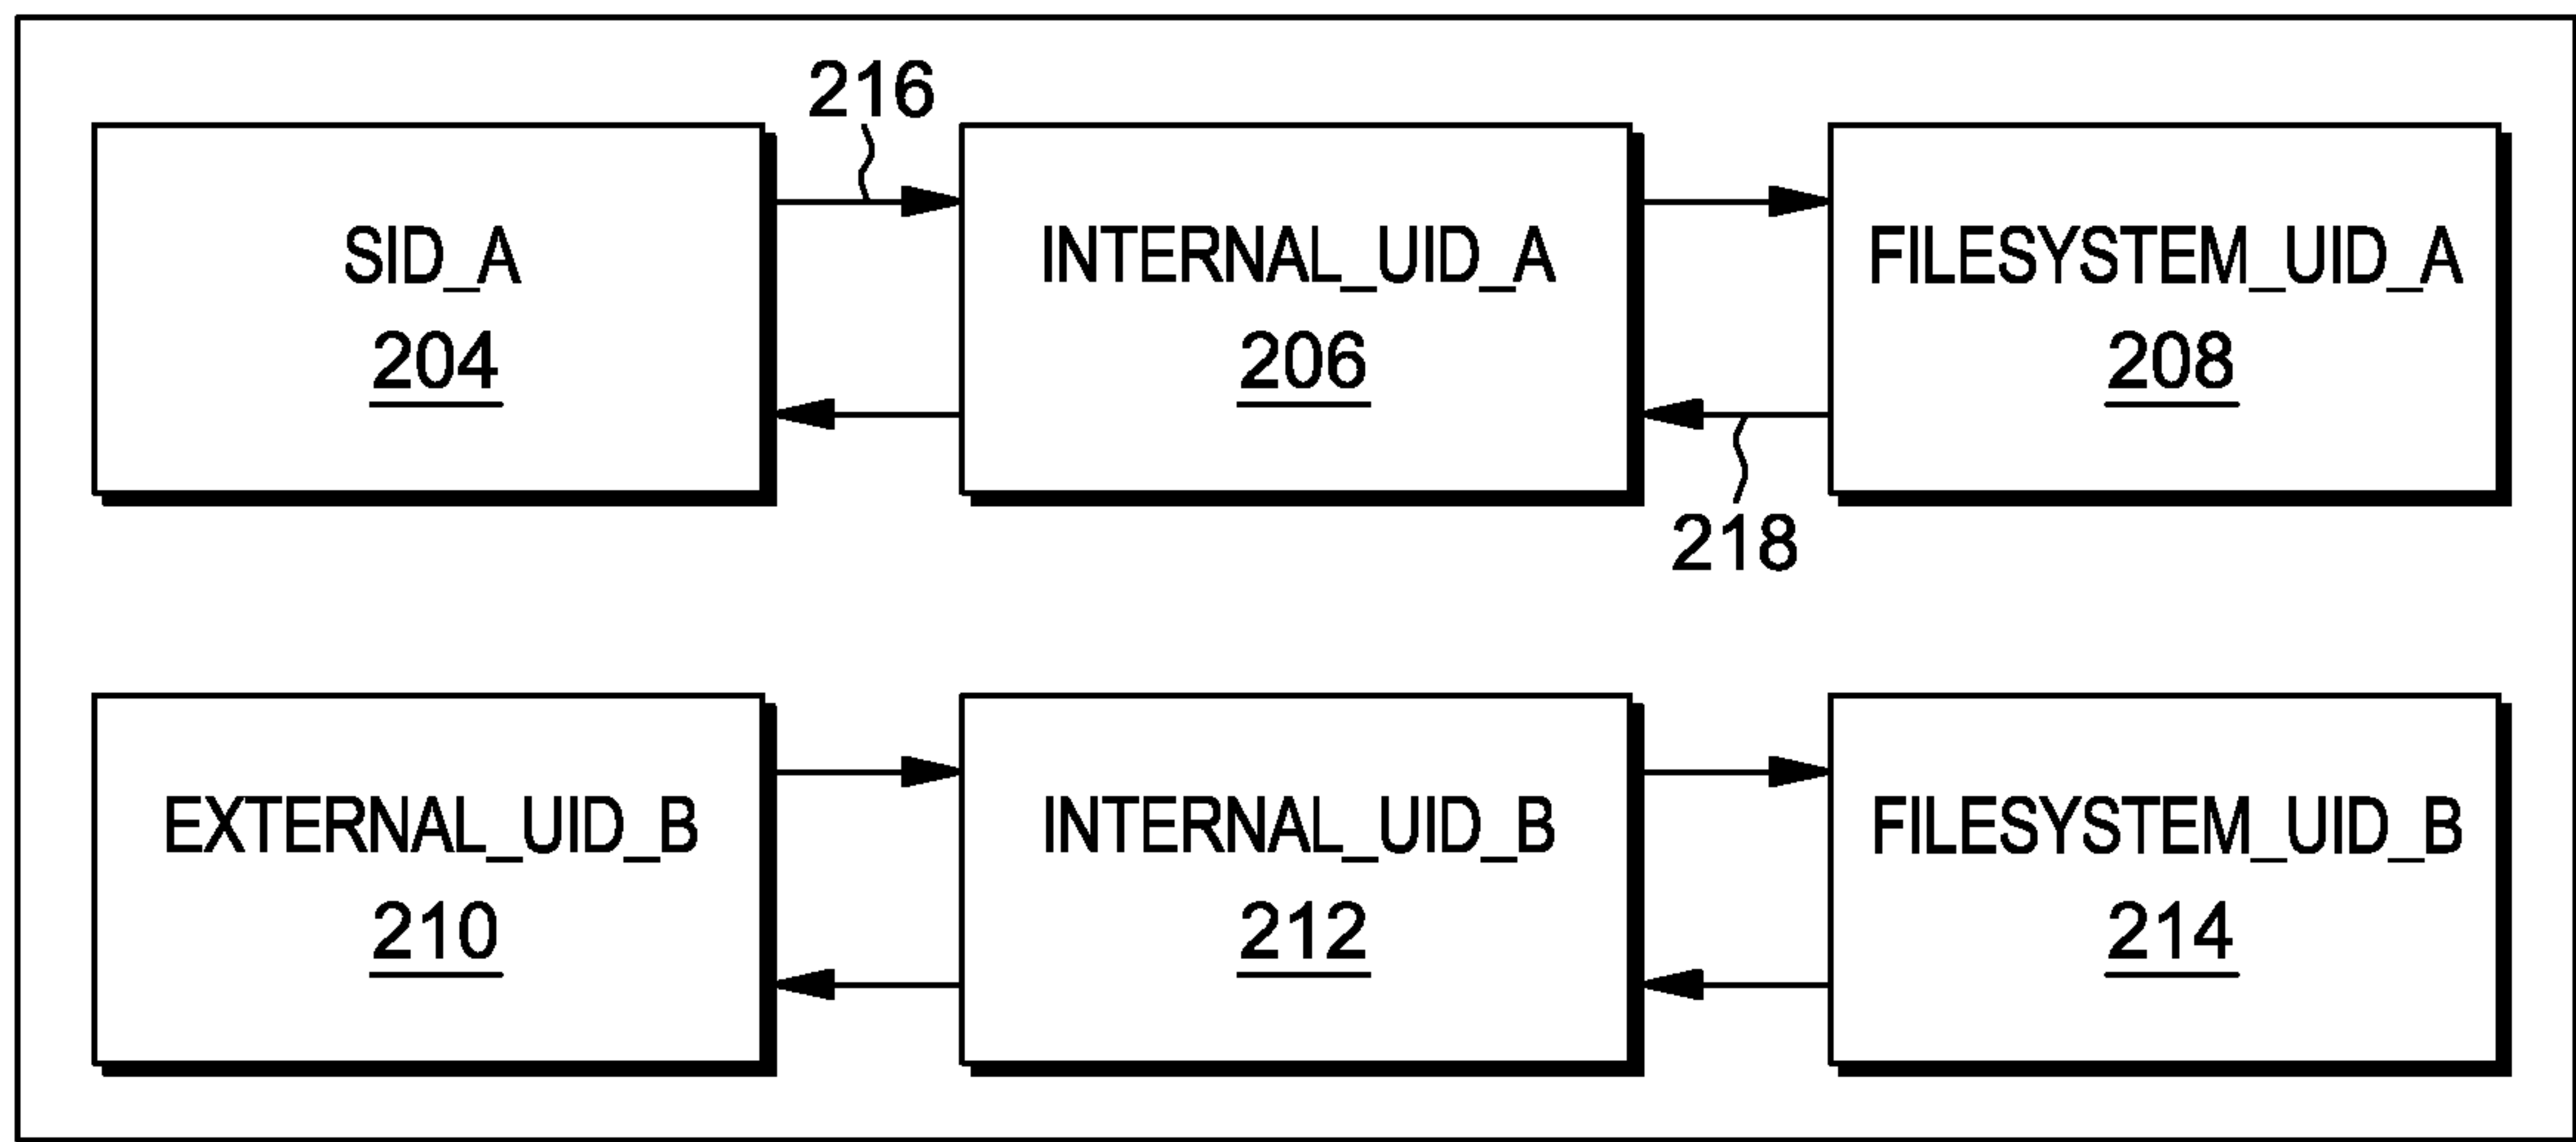 216
SID_A
204
INTERNAL_UID_A
206
FILESYSTEM_UID_A
208
218
EXTERNAL_UID_B
210
INTERNAL_UID_B
212
FILESYSTEM_UID_B
214